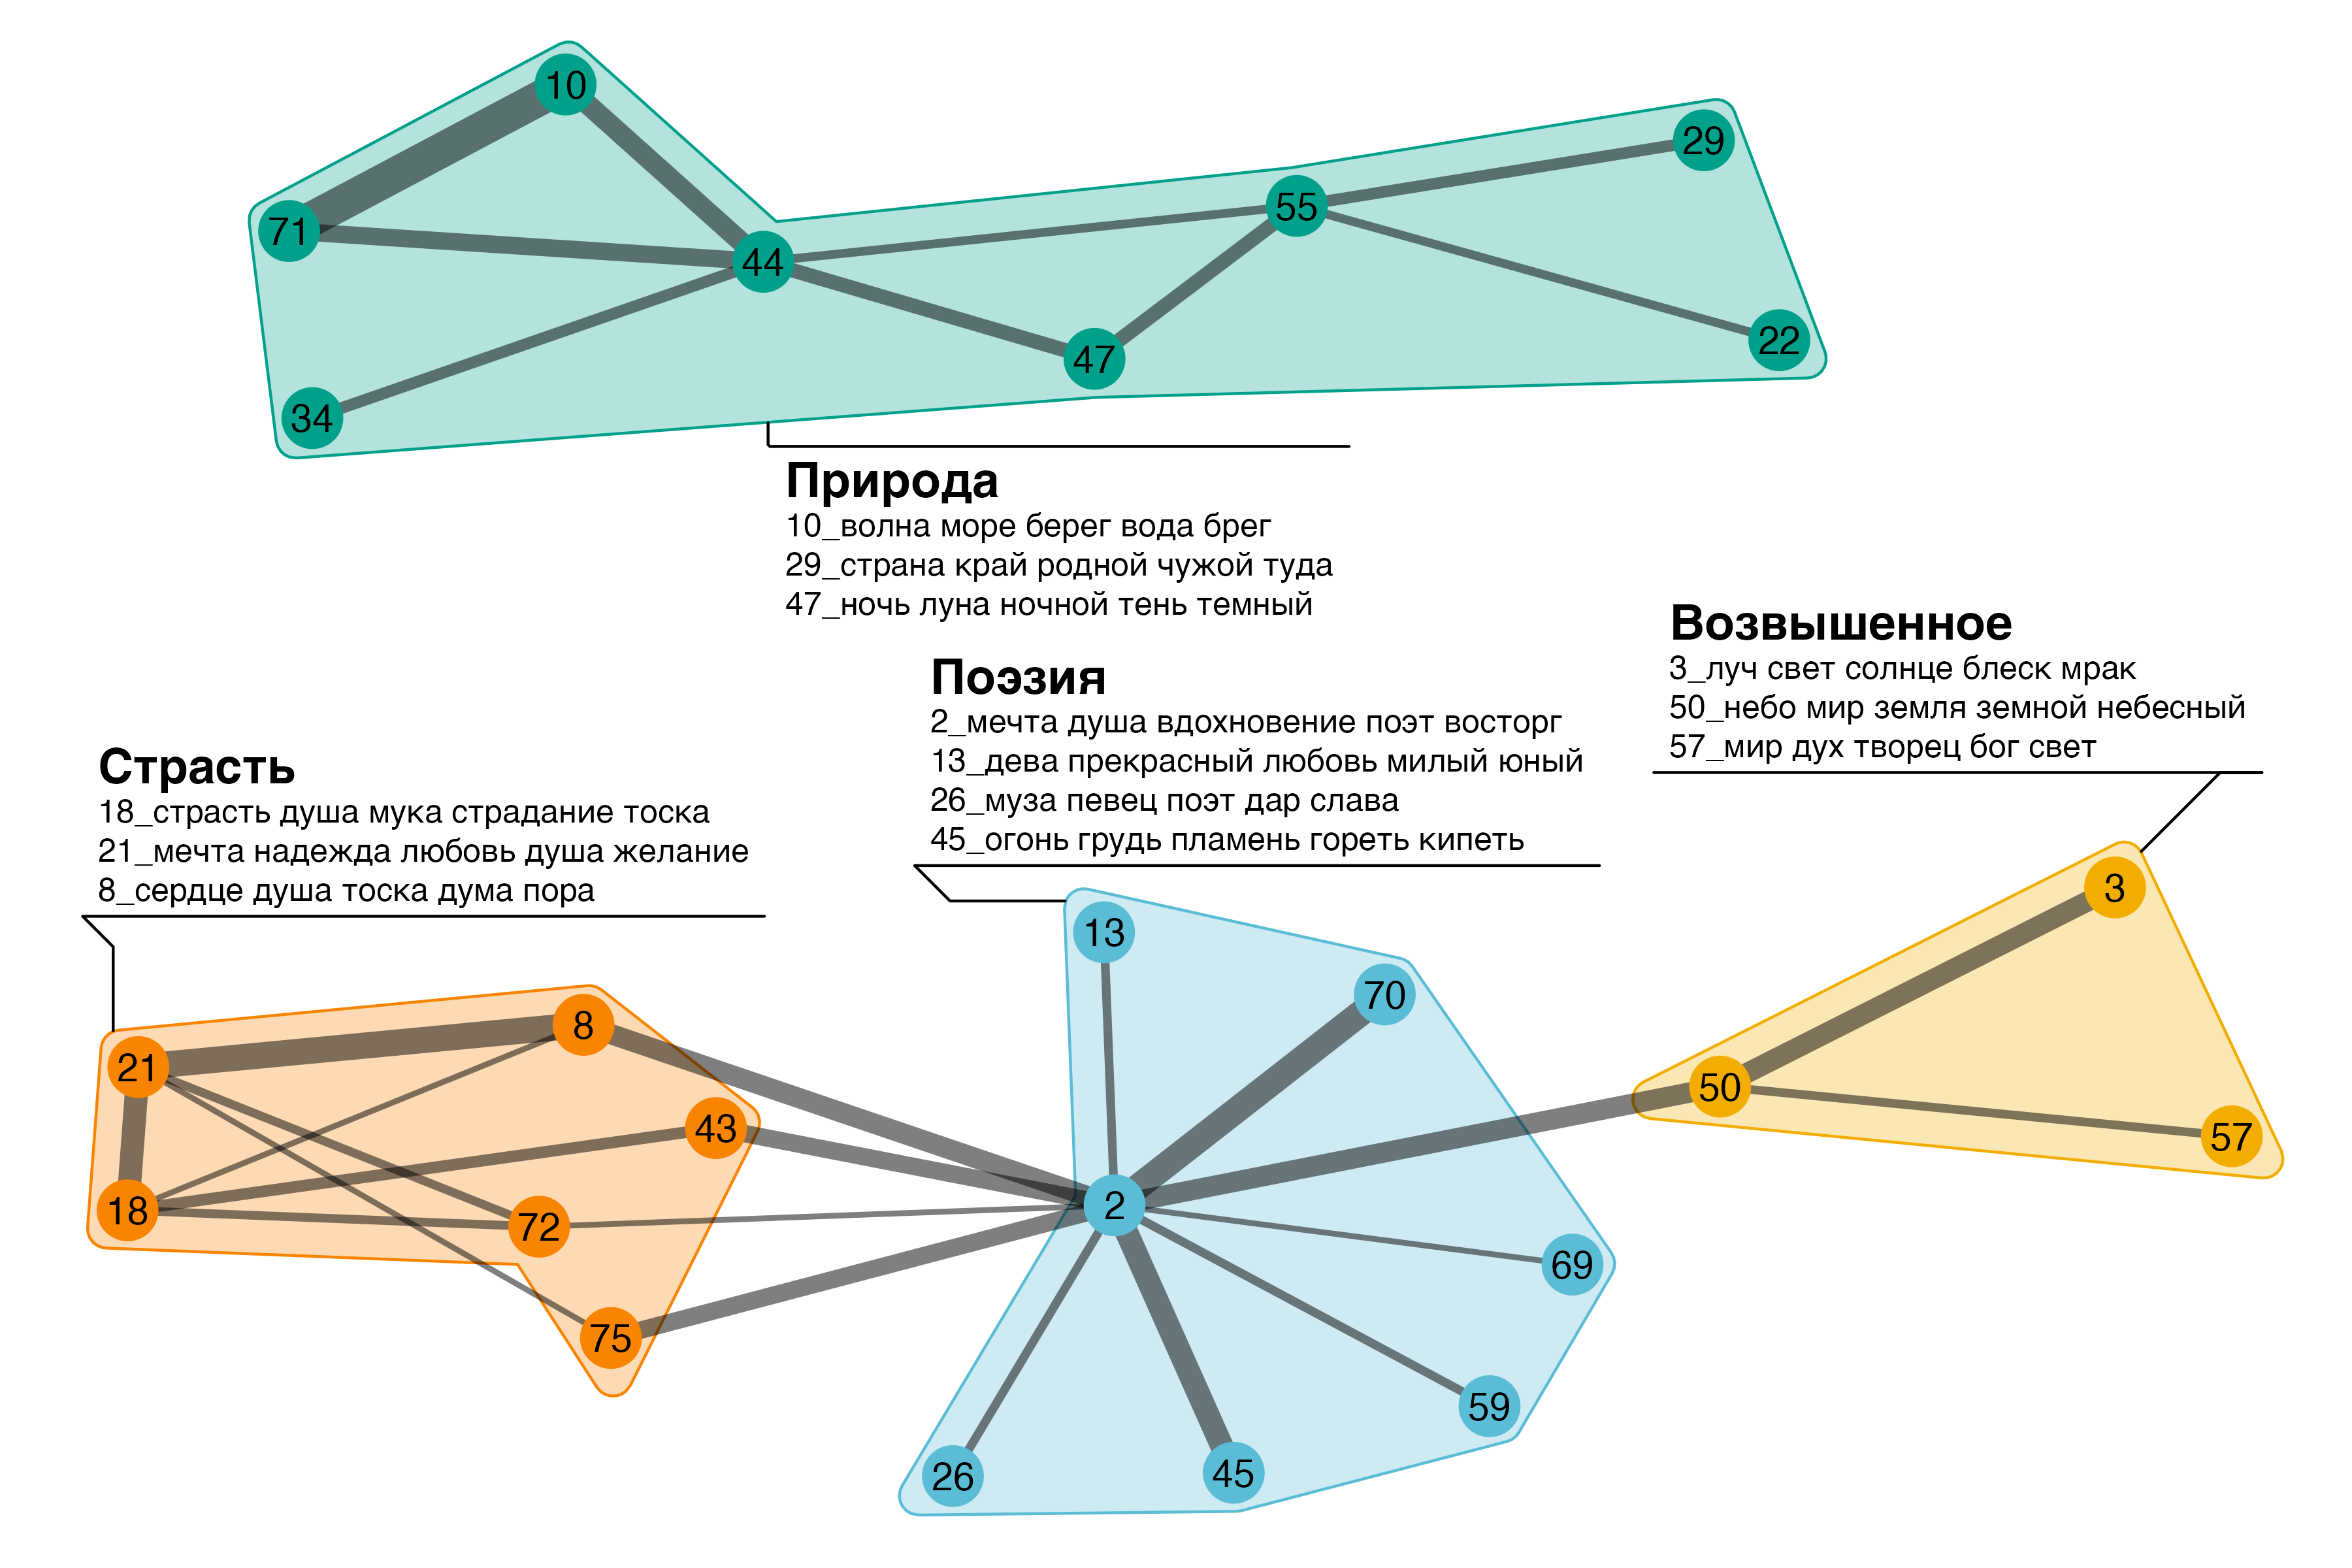 10
29
71
55
44
22
47
34
Природа
10_волна море берег вода брег
29_страна край родной чужой туда
47_ночь луна ночной тень темный
Возвышенное
3_луч свет солнце блеск мрак
50_небо мир земля земной небесный
57_мир дух творец бог свет
Поэзия
2_мечта душа вдохновение поэт восторг
13_дева прекрасный любовь милый юный
26_муза певец поэт дар слава
45_огонь грудь пламень гореть кипеть
Страсть
18_страсть душа мука страдание тоска
21_мечта надежда любовь душа желание
8_сердце душа тоска дума пора
3
13
70
8
21
50
43
57
2
18
72
69
75
59
26
45